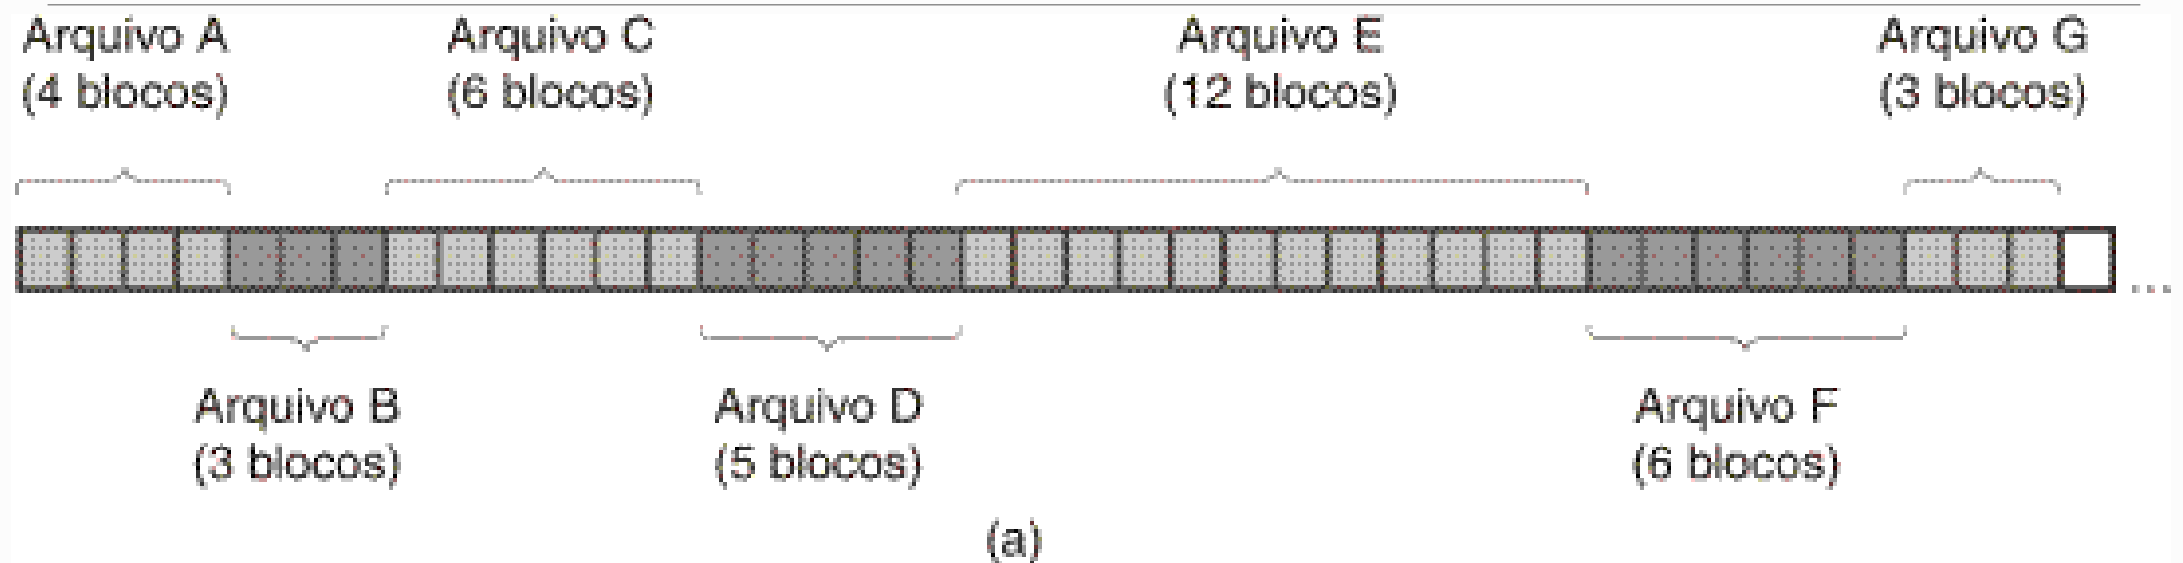 Arquivo A
(4 blocos)
Arquivo C
(6 blocos)
Arquivo E
(12 blocos)
Arquivo G
(3 blocos)
...
Arquivo B
(3 blocos)
Arquivo D
(5 blocos)
Arquivo F
(6 blocos)
(a)